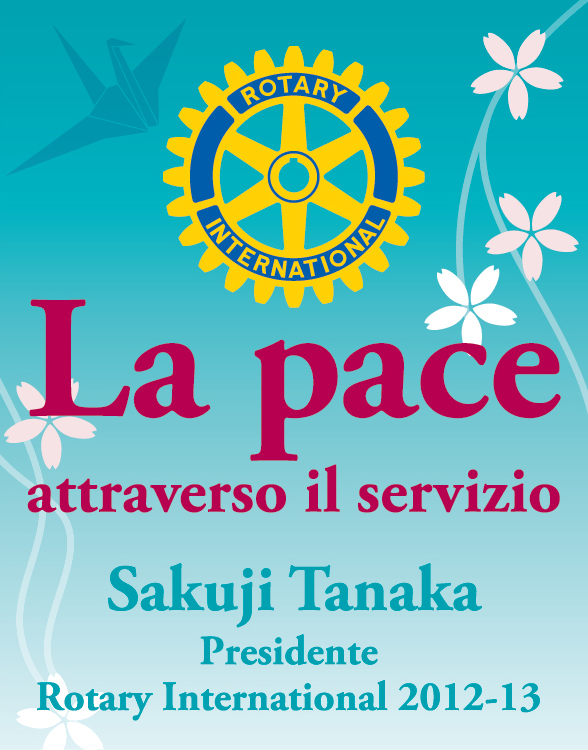 ROTARY
INTERNATIONAL
La pace
attraverso il servizio
Sakuji Tanaka
Presidente
Rotary International 2012-13